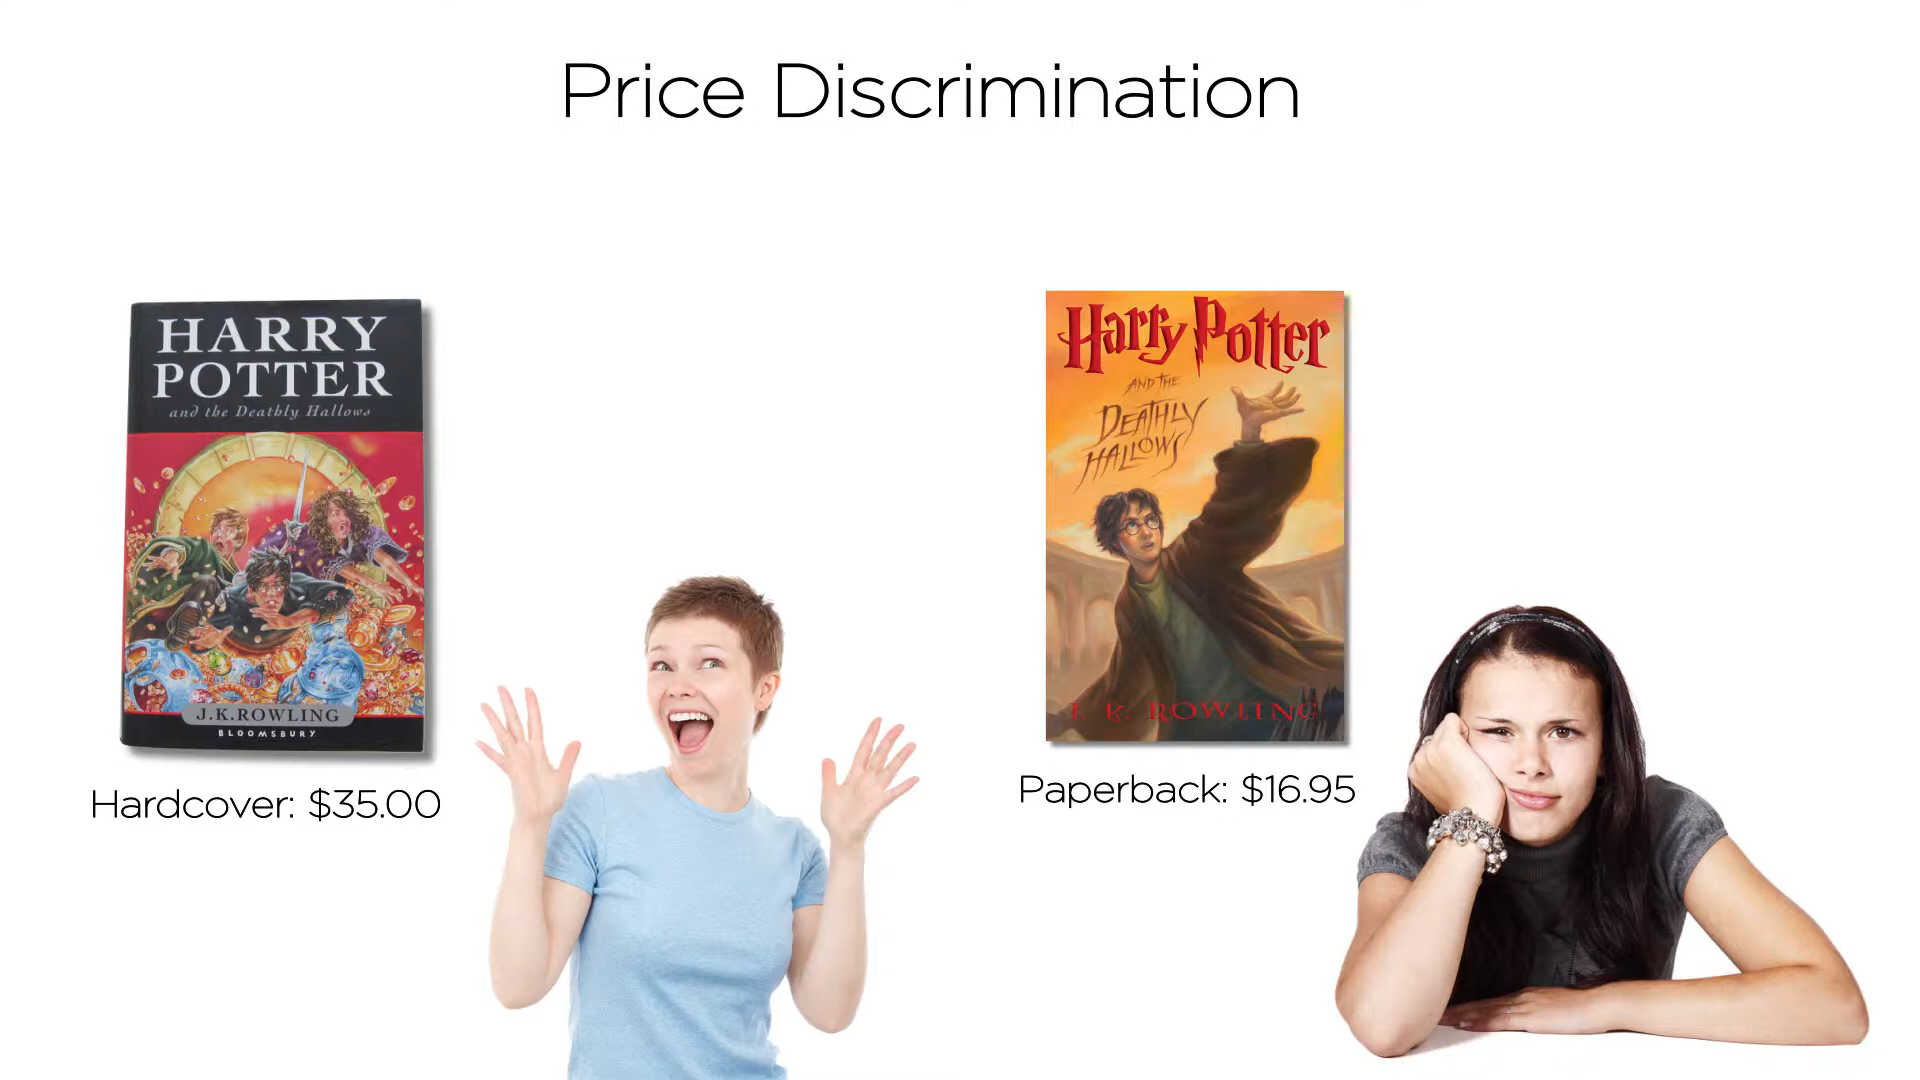 Price Discrimination
HARRY
POTTER
and the Deathly Hallows
J.K.ROWLING
BLOOMSBURY
Hardcover: $35.00
Harry Potter
AND THE
DEATHLY
HALLOWS
J. K. ROWLING
Paperback: $16.95